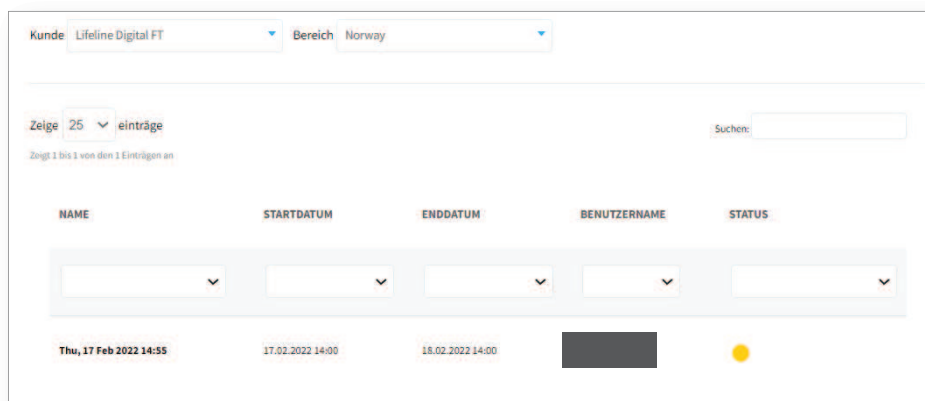 Kunde Lifeline Digital FT Bereich Norway
Zeige 25 einträge
Suchen:
Zeigt 1 bis 1 von den 1 Einträgen an
NAME STARTDATUM ENDDATUM BENUTZERNAME STATUS
Thu, 17 Feb 2022 14:55 17.02.2022 14:00 18.02.2022 14:00